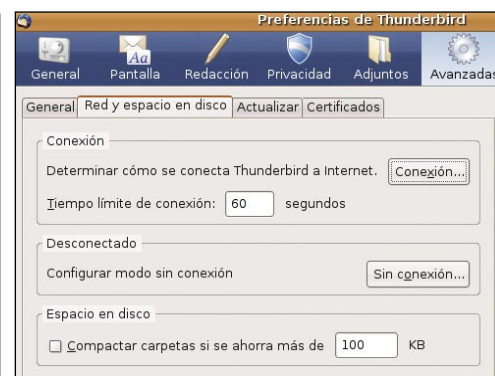 Preferencias de Thunderbird
General Pantalla Redacción Privacidad Adjuntos Avanzadas
General Red y espacio en disco Actualizar Certificados
Conexión
Determinar cómo se conecta Thunderbird a Internet. Conexión...
Tiempo límite de conexión: 60 segundos
Desconectado
Configurar modo sin conexión Sin conexión...
Espacio en disco
Compactar carpetas si se ahorra más de 100 KB